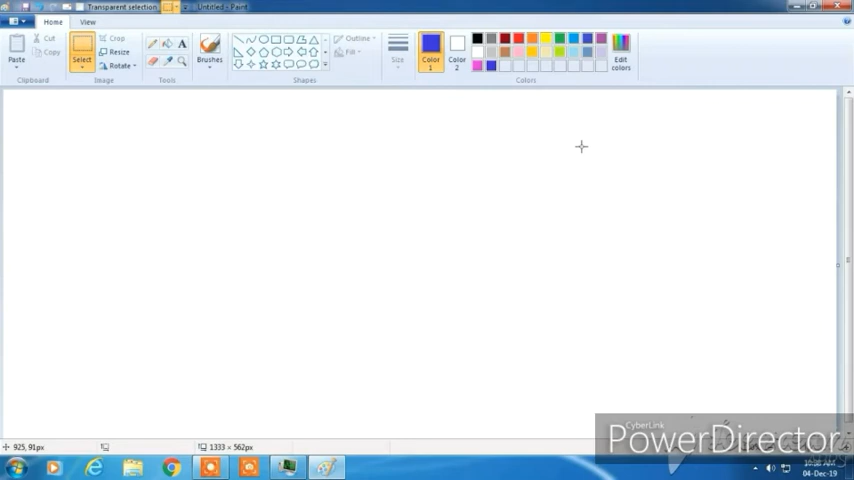 Transparent selection
Untitled - Paint
Home View
Paste
Cut
Copy
Clipboard
Select
Crop
Resize
Rotate
Image
Tools
Brushes
Outline
Fill
Shapes
Size
Color 1
Color 2
Edit colors
Colors
925, 91px
1333 × 562px
CyberLink
PowerDirector
04-Dec-19